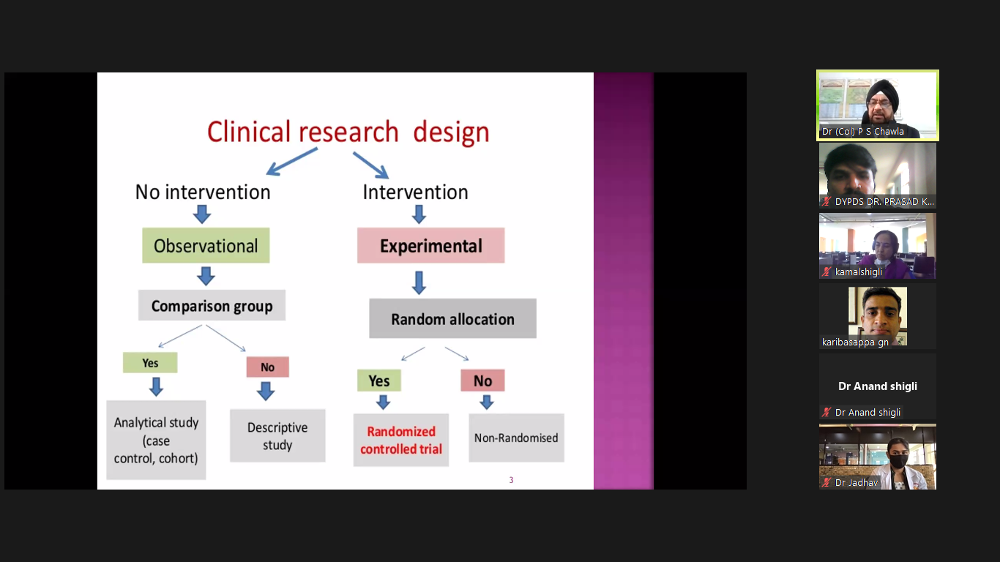 Clinical research design
No intervention
Intervention
Observational
Experimental
Comparison group
Random allocation
Yes
No
Yes
No
Analytical study
(case
control, cohort)
Descriptive
study
Randomized
controlled trial
Non-Randomised
3
Dr (Col) P S Chawla
DYPDS DR. PRASAD K...
kamalshigli
karibasappa gn
Dr Anand shigli
Dr Anand shigli
Dr Jadhav